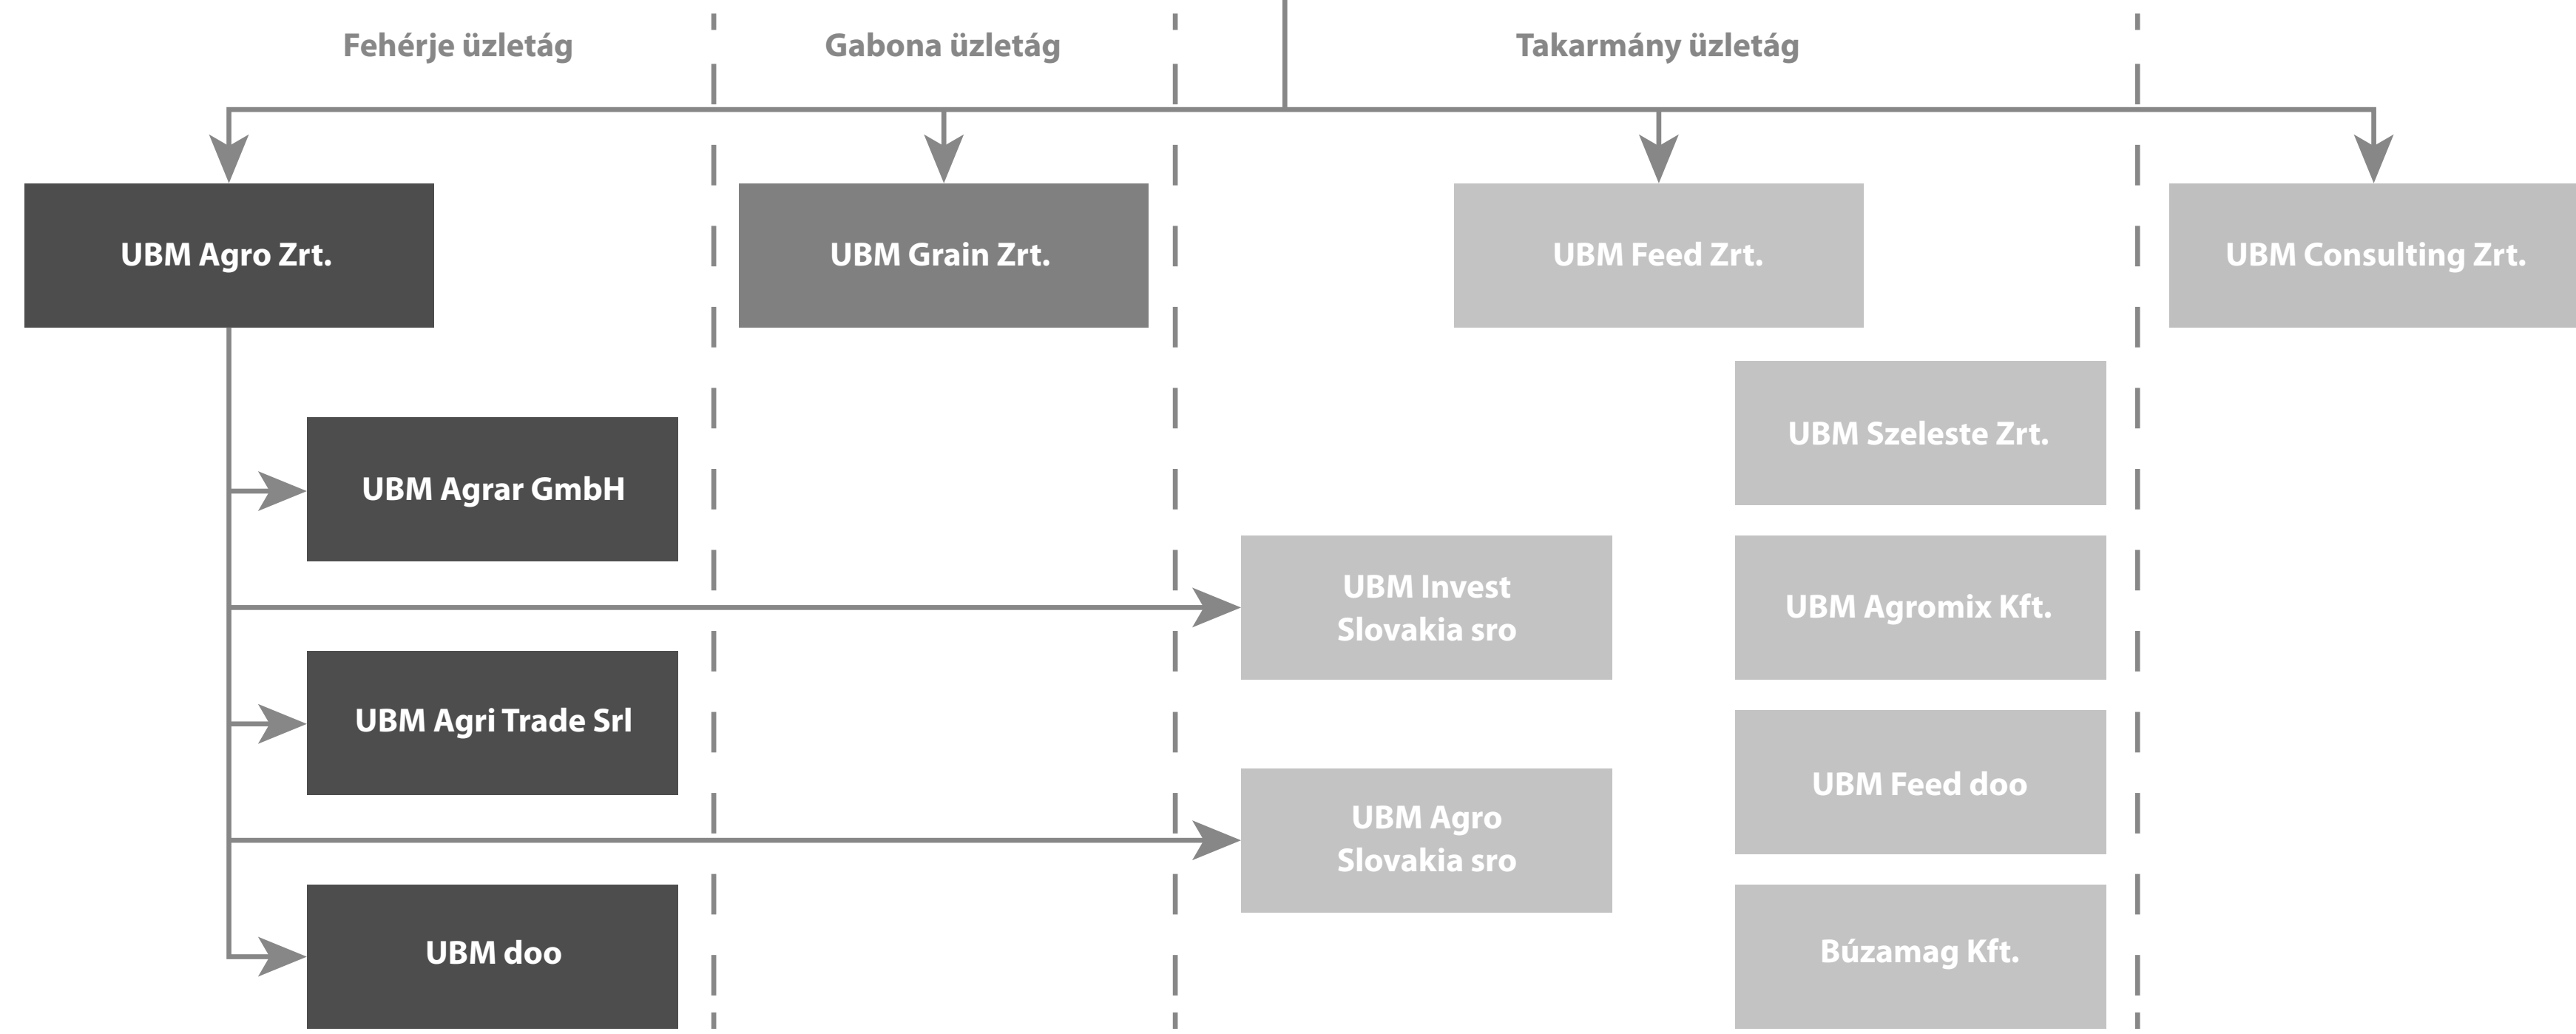 Fehérje üzletág
Gabona üzletág
Takarmány üzletág
UBM Agro Zrt.
UBM Grain Zrt.
UBM Feed Zrt.
UBM Consulting Zrt.
UBM Szeleste Zrt.
UBM Agrar GmbH
UBM Invest
Slovakia sro
UBM Agromix Kft.
UBM Agri Trade Srl
UBM Feed doo
UBM Agro
Slovakia sro
UBM doo
Búzamag Kft.